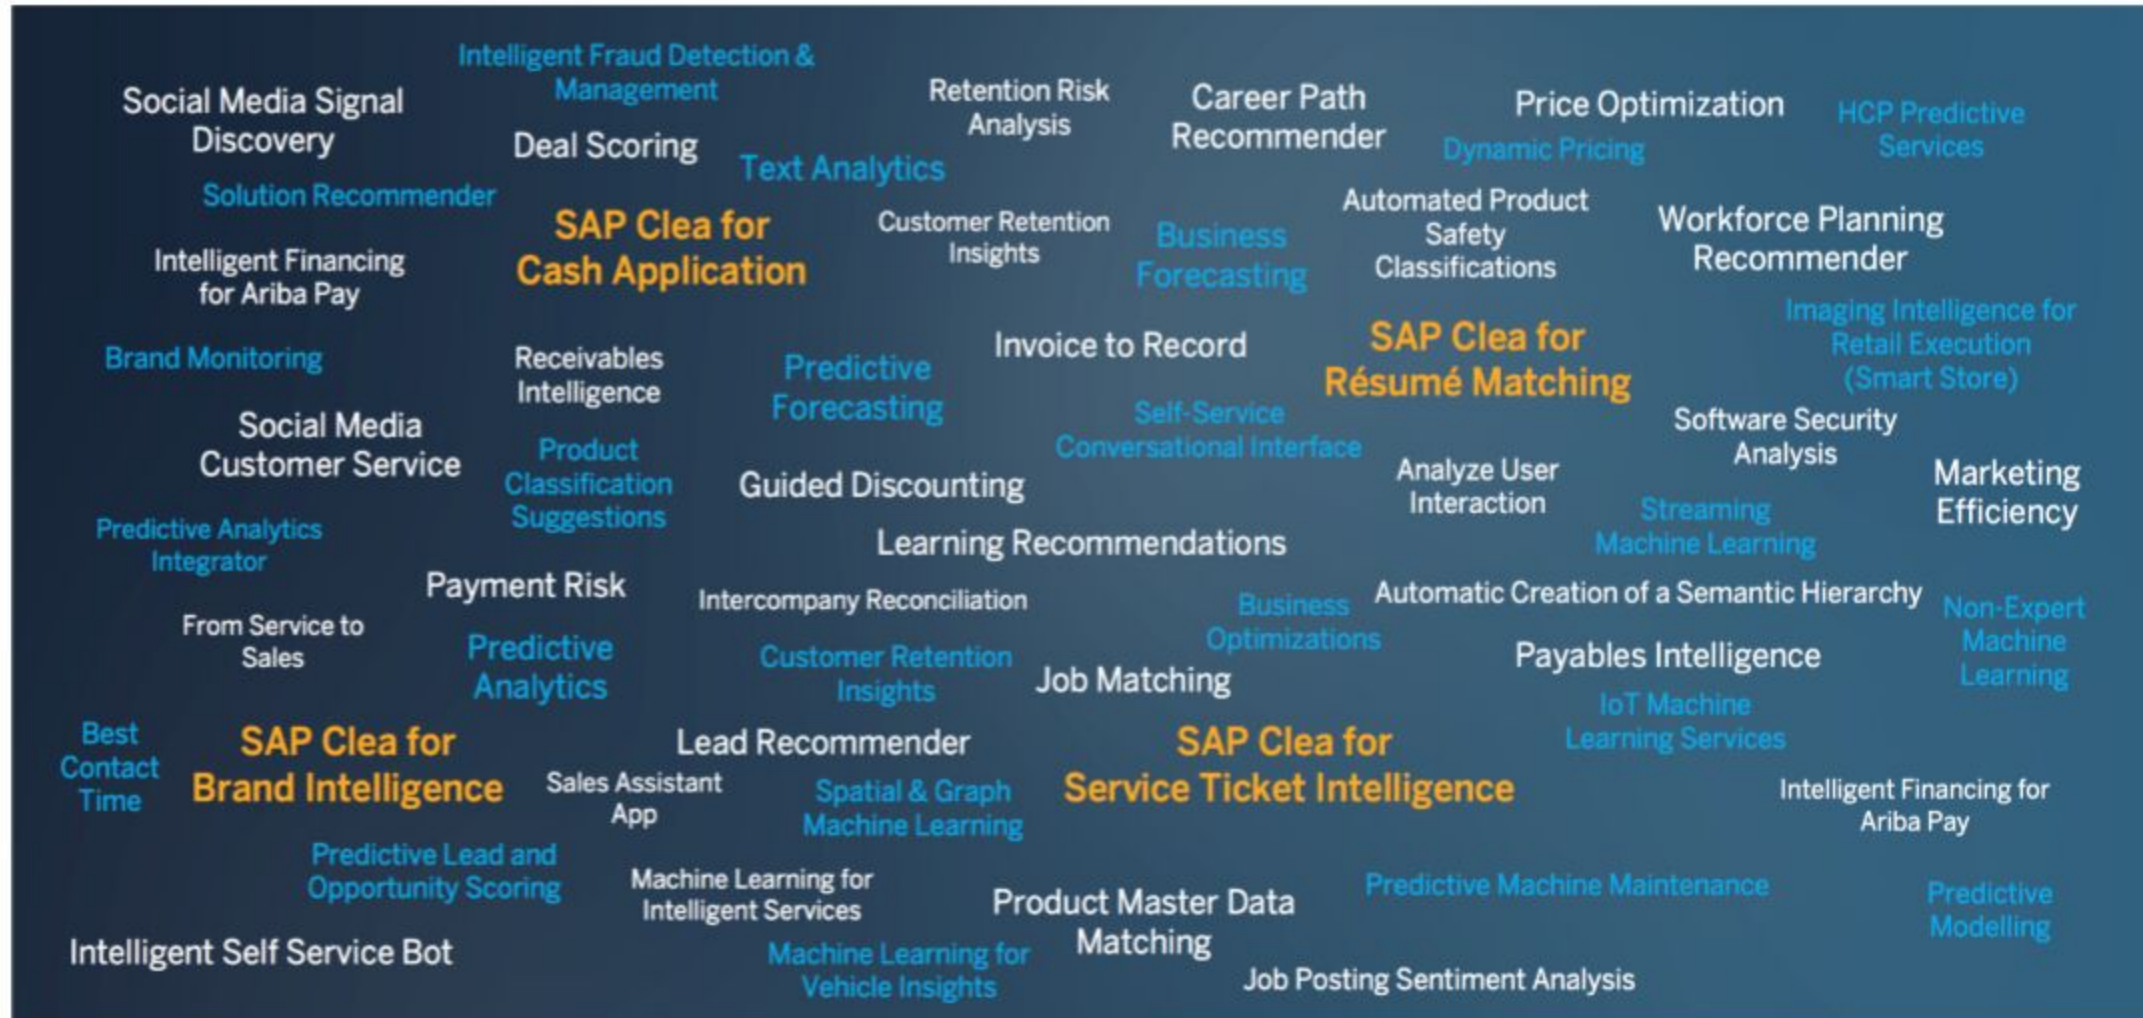 Intelligent Fraud Detection &
Management
Social Media Signal
Discovery
Deal Scoring
Text Analytics
Retention Risk
Analysis
Career Path
Recommender
Price Optimization
Dynamic Pricing
HCP Predictive
Services
Solution Recommender
SAP Clea for
Cash Application
Customer Retention
Insights
Business
Forecasting
Automated Product
Safety
Classifications
Workforce Planning
Recommender
Intelligent Financing
for Ariba Pay
Imaging Intelligence for
Retail Execution
(Smart Store)
Brand Monitoring
Receivables
Intelligence
Predictive
Forecasting
Invoice to Record
SAP Clea for
Résumé Matching
Self-Service
Conversational Interface
Software Security
Analysis
Social Media
Customer Service
Product
Classification
Suggestions
Guided Discounting
Analyze User
Interaction
Marketing
Efficiency
Streaming
Machine Learning
Predictive Analytics
Integrator
Learning Recommendations
Payment Risk
Intercompany Reconciliation
Business
Optimizations
Automatic Creation of a Semantic Hierarchy
Non-Expert
Machine
Learning
From Service to
Sales
Predictive
Analytics
Customer Retention
Insights
Job Matching
Payables Intelligence
IoT Machine
Learning Services
Best
Contact
Time
SAP Clea for
Brand Intelligence
Lead Recommender
Sales Assistant
App
Spatial & Graph
Machine Learning
SAP Clea for
Service Ticket Intelligence
Intelligent Financing for
Ariba Pay
Predictive Lead and
Opportunity Scoring
Machine Learning for
Intelligent Services
Product Master Data
Matching
Predictive Machine Maintenance
Predictive
Modelling
Intelligent Self Service Bot
Machine Learning for
Vehicle Insights
Job Posting Sentiment Analysis